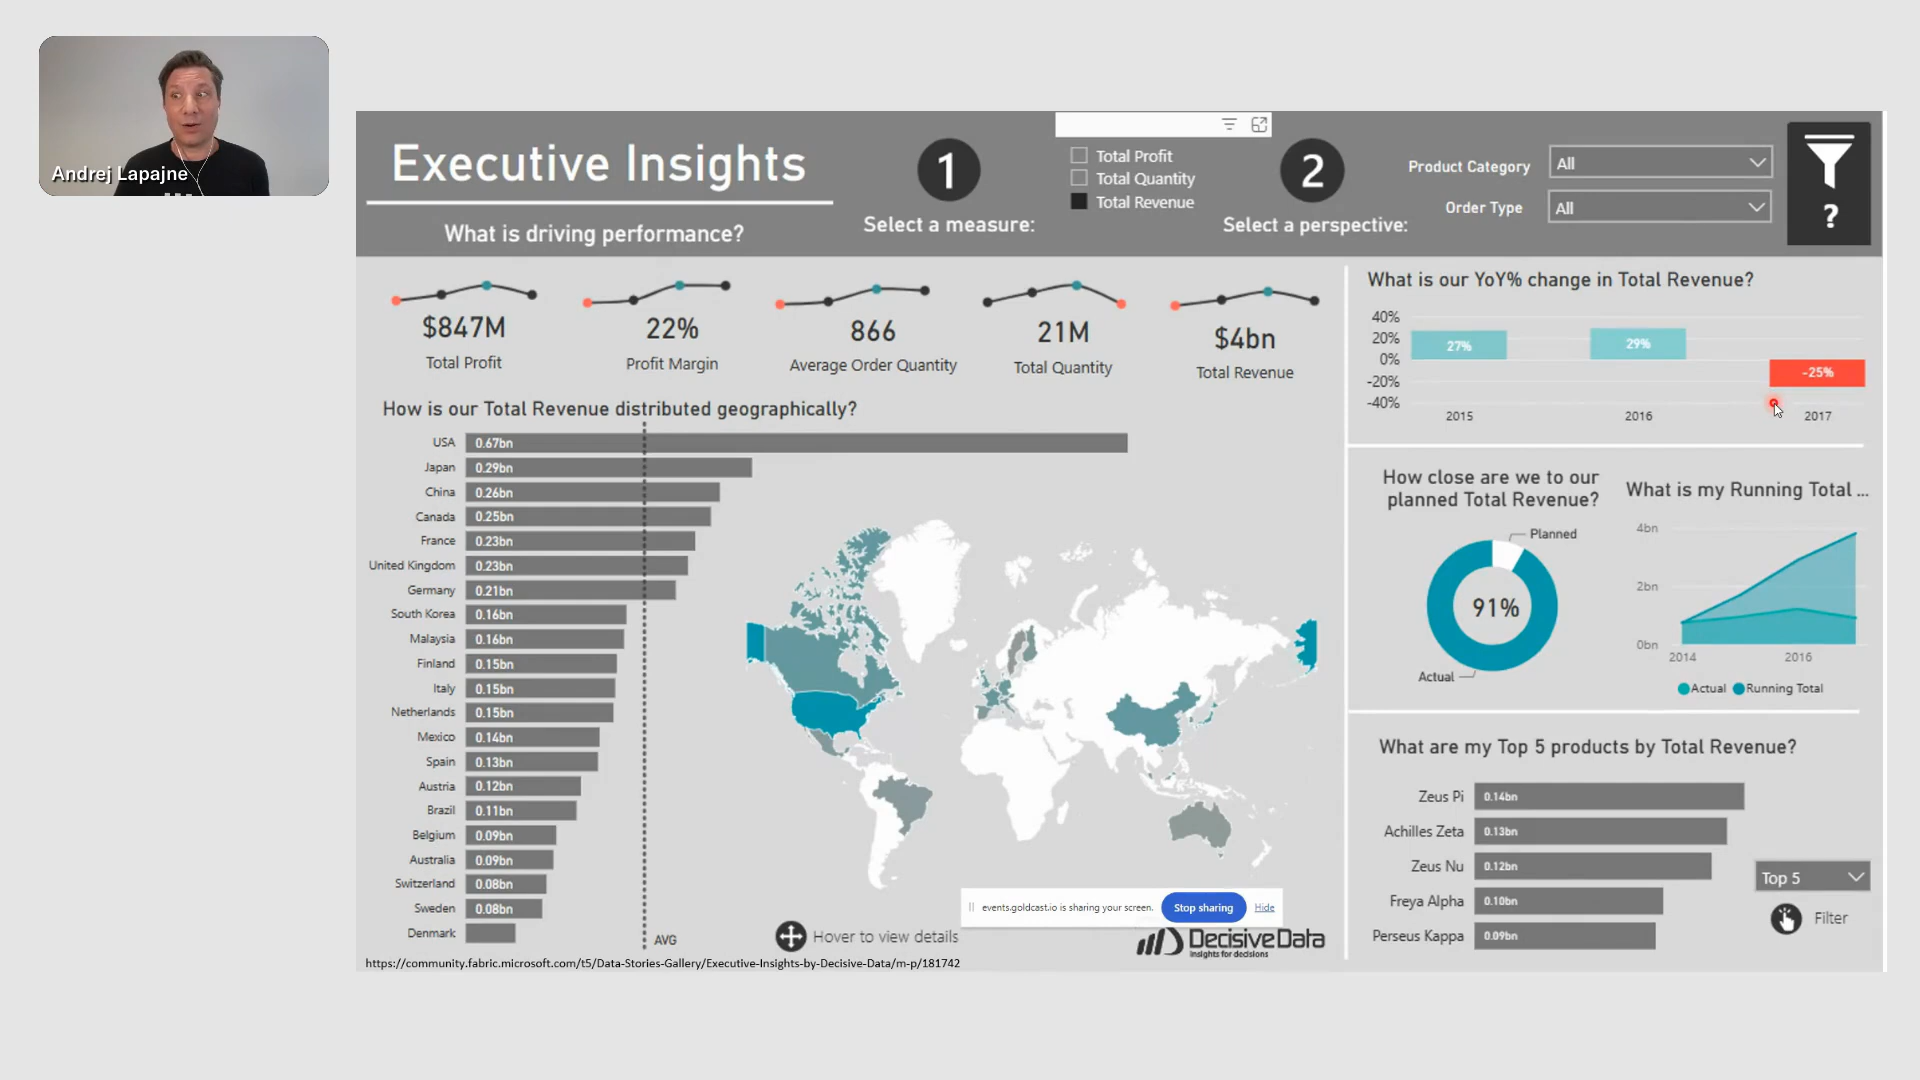 Andrej Lapajne
Executive Insights
What is driving performance?
1
Select a measure:
Total Profit
Total Quantity
Total Revenue
2
Select a perspective:
Product Category
All
Order Type
All
?
$847M
Total Profit
22%
Profit Margin
866
Average Order Quantity
21M
Total Quantity
$4bn
Total Revenue
How is our Total Revenue distributed geographically?
USA 0.67bn
Japan 0.29bn
China 0.26bn
Canada 0.25bn
France 0.23bn
United Kingdom 0.23bn
Germany 0.21bn
South Korea 0.16bn
Malaysia 0.16bn
Finland 0.15bn
Italy 0.15bn
Netherlands 0.15bn
Mexico 0.14bn
Spain 0.13bn
Austria 0.12bn
Brazil 0.11bn
Belgium 0.09bn
Australia 0.09bn
Switzerland 0.08bn
Sweden 0.08bn
Denmark
AVG
Hover to view details
events.goldcast.io is sharing your screen.
Stop sharing
Hide
DecisiveData
insights for decisions
https://community.fabric.microsoft.com/t5/Data-Stories-Gallery/Executive-Insights-by-Decisive-Data/m-p/181742
What is our YoY% change in Total Revenue?
40%
20%
0%
-20%
-40%
27%
29%
-25%
2015
2016
2017
How close are we to our
planned Total Revenue?
Planned
91%
Actual
What is my Running Total ...
4bn
2bn
0bn
2014
2016
Actual
Running Total
What are my Top 5 products by Total Revenue?
Zeus Pi 0.14bn
Achilles Zeta 0.13bn
Zeus Nu 0.12bn
Freya Alpha 0.10bn
Perseus Kappa 0.09bn
Top 5
Filter